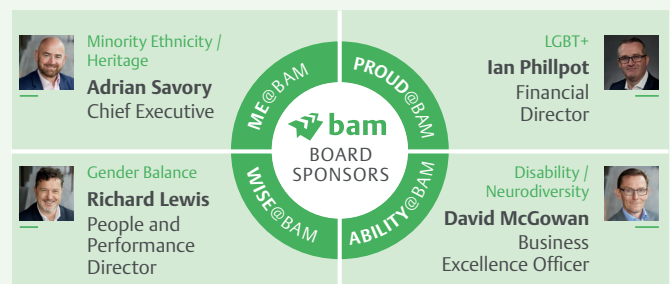 Minority Ethnicity /
Heritage
Adrian Savory
Chief Executive
LGBT+
Ian Phillpot
Financial
Director
ME@BAM
PROUD@BAM
bam
BOARD
SPONSORS
WISE@BAM
ABILITY@BAM
Gender Balance
Richard Lewis
People and
Performance
Director
Disability /
Neurodiversity
David McGowan
Business
Excellence Officer